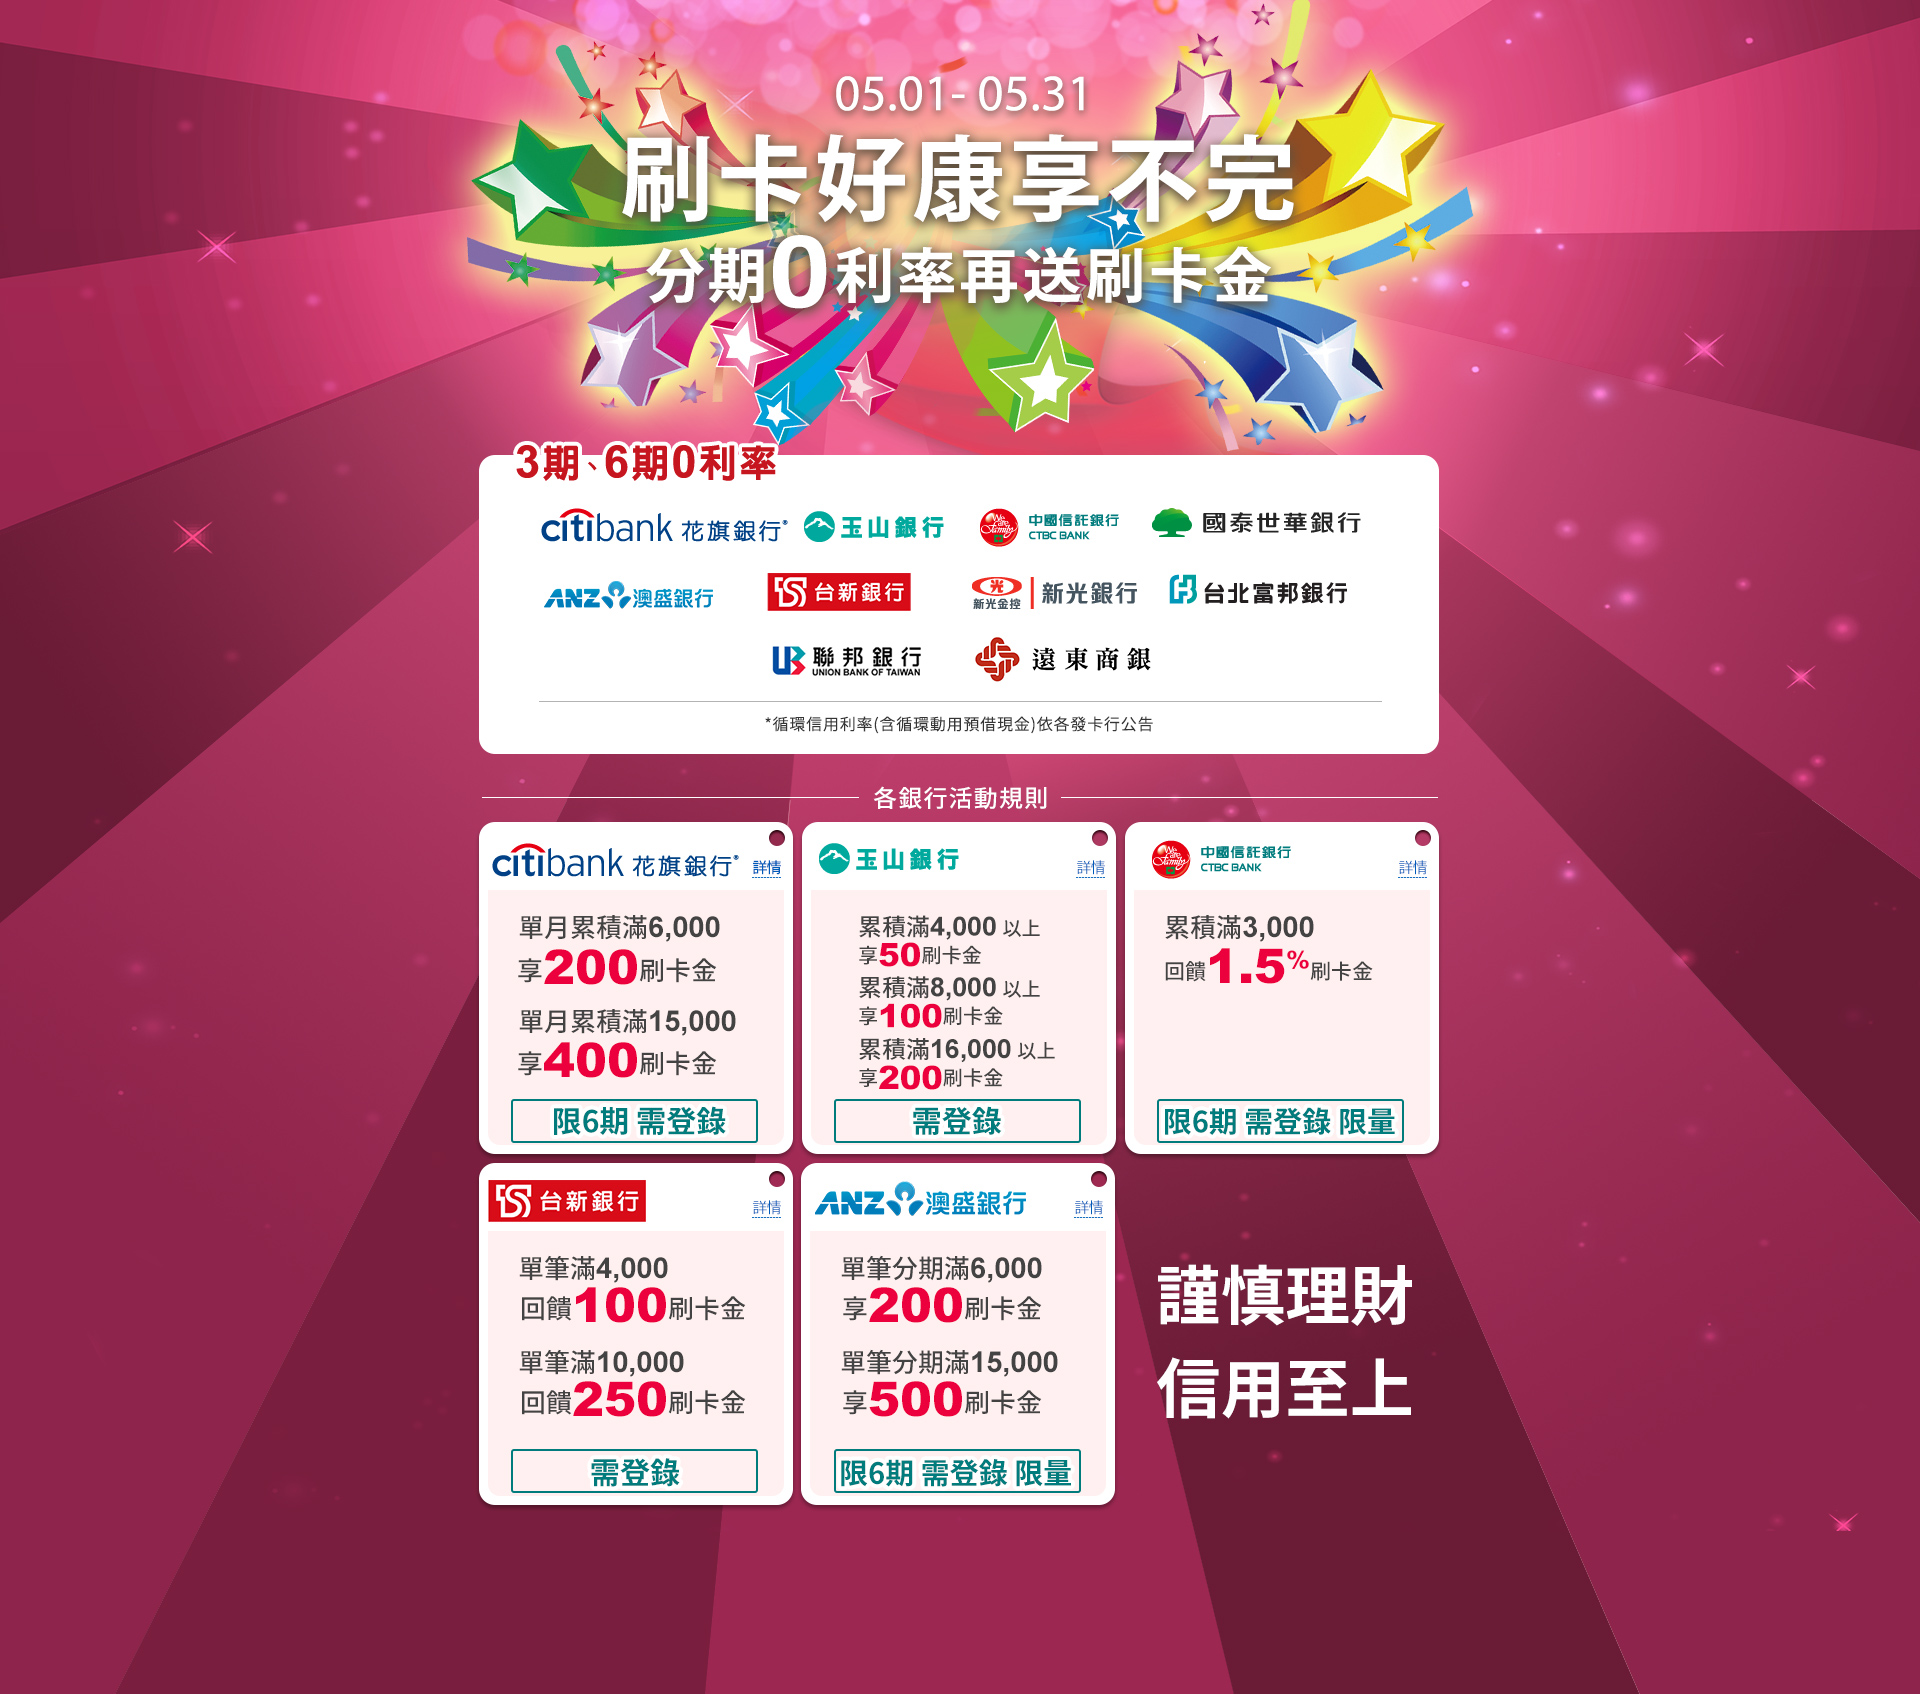 05.01- 05.31
刷卡好康享不完
分期0利率再送刷卡金
3期、6期0利率
citibank 花旗銀行®
玉山銀行
We are Family 中國信託銀行
CTBC BANK
國泰世華銀行
ANZ 澳盛銀行
台新銀行
光 新光金控 新光銀行
台北富邦銀行
UB 聯邦銀行
UNION BANK OF TAIWAN
遠東商銀
*循環信用利率(含循環動用預借現金)依各發卡行公告
各銀行活動規則
citibank 花旗銀行® 詳情
單月累積滿6,000
享200刷卡金
單月累積滿15,000
享400刷卡金
限6期 需登錄
玉山銀行 詳情
累積滿4,000 以上
享50刷卡金
累積滿8,000 以上
享100刷卡金
累積滿16,000 以上
享200刷卡金
需登錄
We are Family 中國信託銀行
CTBC BANK
詳情
累積滿3,000
回饋1.5%刷卡金
限6期 需登錄 限量
台新銀行 詳情
單筆滿4,000
回饋100刷卡金
單筆滿10,000
回饋250刷卡金
需登錄
ANZ 澳盛銀行 詳情
單筆分期滿6,000
享200刷卡金
單筆分期滿15,000
享500刷卡金
限6期 需登錄 限量
謹慎理財
信用至上